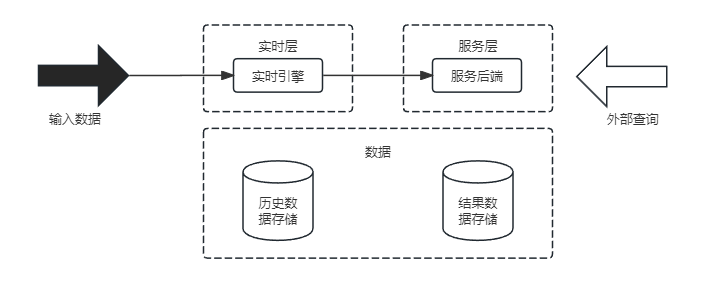 实时层
服务层
实时引擎
服务后端
输入数据
外部查询
数据
历史数
据存储
结果数
据存储